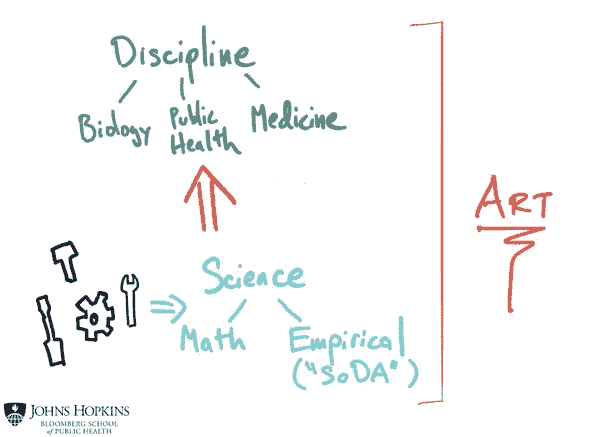 Discipline
Biology
Public
Health
Medicine
ART
Science
Math
Empirical
("SoDA")
JOHNS HOPKINS
BLOOMBERG SCHOOL
of PUBLIC HEALTH